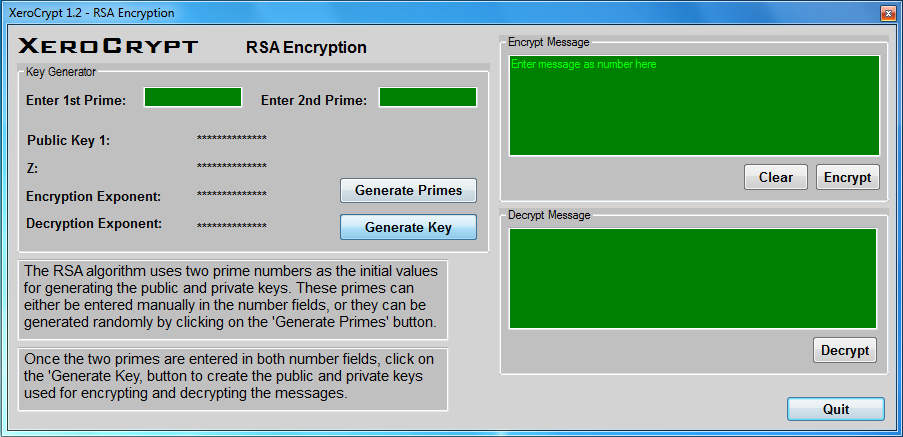 XeroCrypt 1.2 - RSA Encryption
XEROCRYPT RSA Encryption
Key Generator
Enter 1st Prime: Enter 2nd Prime:
Public Key 1: **************
Z: **************
Encryption Exponent: **************
Generate Primes
Decryption Exponent: **************
Generate Key
The RSA algorithm uses two prime numbers as the initial values
for generating the public and private keys. These primes can
either be entered manually in the number fields, or they can be
generated randomly by clicking on the 'Generate Primes' button.
Once the two primes are entered in both number fields, click on
the 'Generate Key, button to create the public and private keys
used for encrypting and decrypting the messages.
Encrypt Message
Enter message as number here
Clear Encrypt
Decrypt Message
Decrypt
Quit